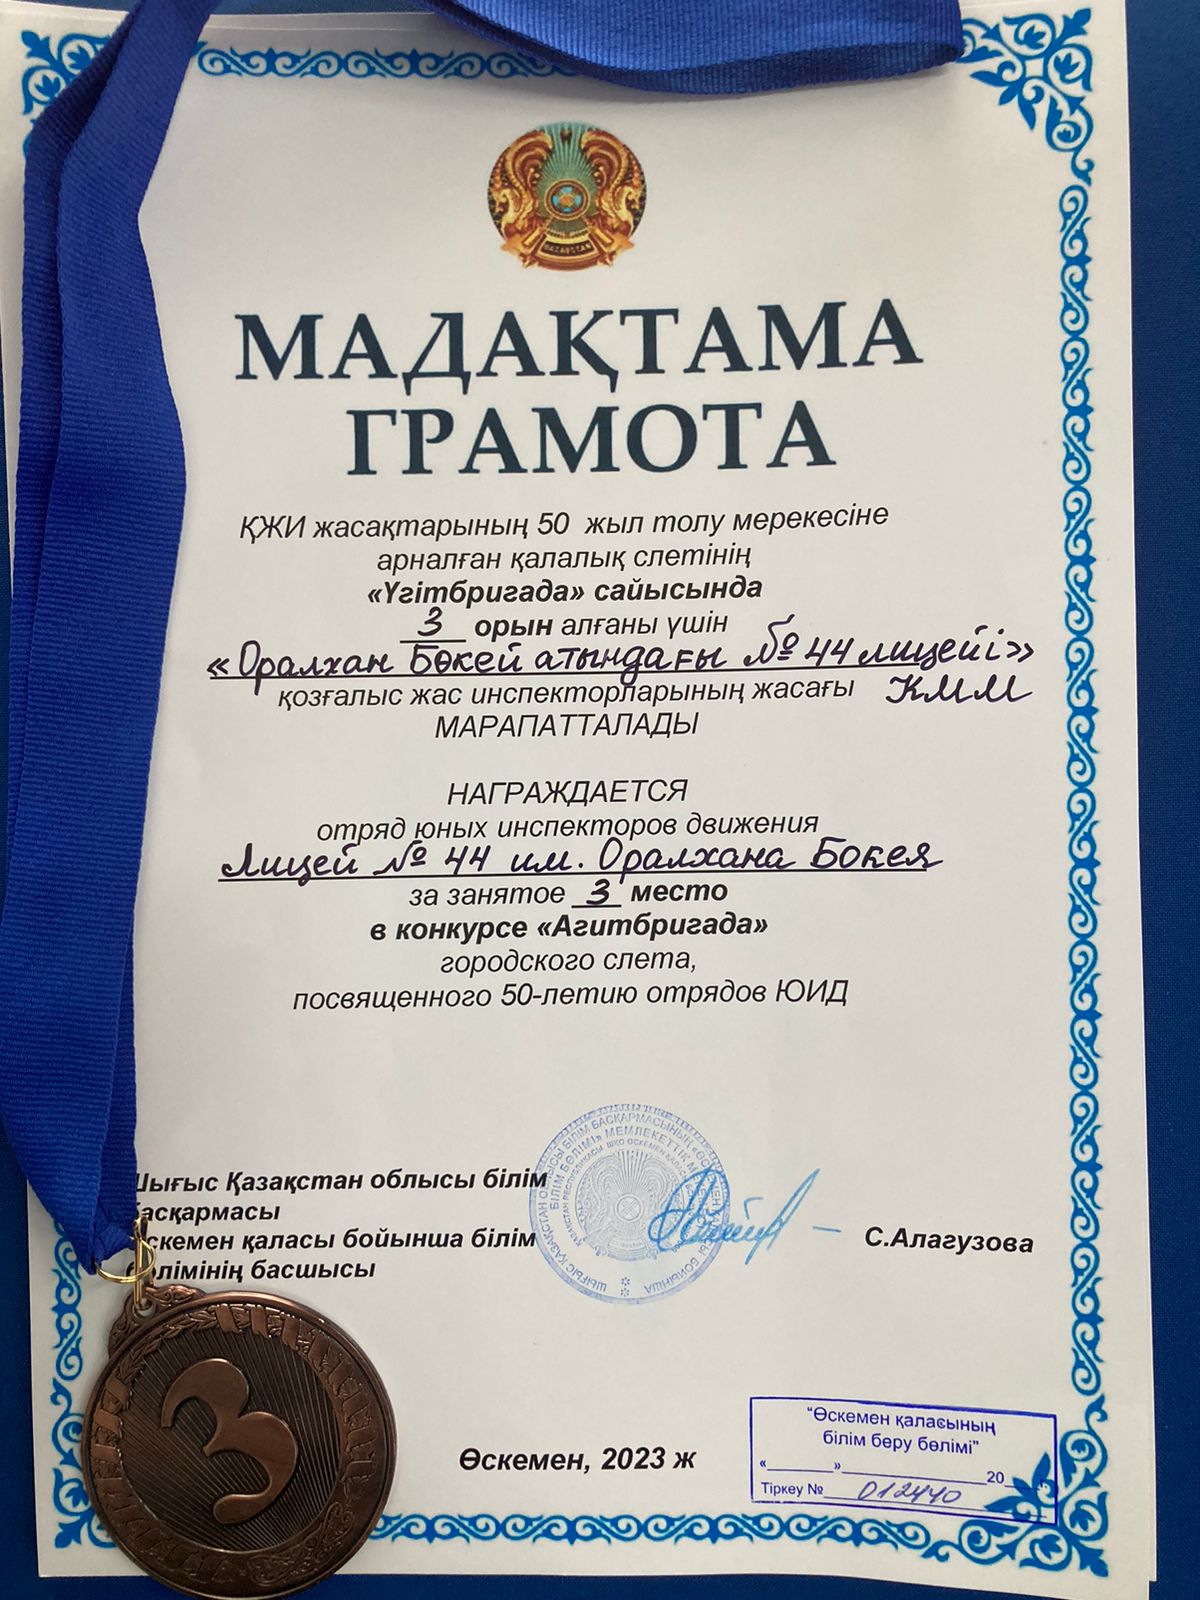 QAZAQSTAN
МАДАҚТАМА
ГРАМОТА
ҚЖИ жасақтарының 50 жыл толу мерекесіне
арналған қалалық слетінің
«Үгітбригада» сайысында
3 орын алғаны үшін
«Оралхан Бөкей атындағы № 44 лицейі»
қозғалыс жас инспекторларының жасағы КММ
МАРАПАТТАЛАДЫ
НАГРАЖДАЕТСЯ
отряд юных инспекторов движения
Лицей № 44 им. Оралхана Бокея
за занятое 3 место
в конкурсе «Агитбригада»
городского слета,
посвященного 50-летию отрядов ЮИД
Шығыс Қазақстан облысы білім
басқармасы
Өскемен қаласы бойынша білім
бөлімінің басшысы
С.Алагузова
3
Өскемен, 2023 ж
"Өскемен қаласының
білім беру бөлімі"
«_______»_______________20____
Тіркеу № 012440